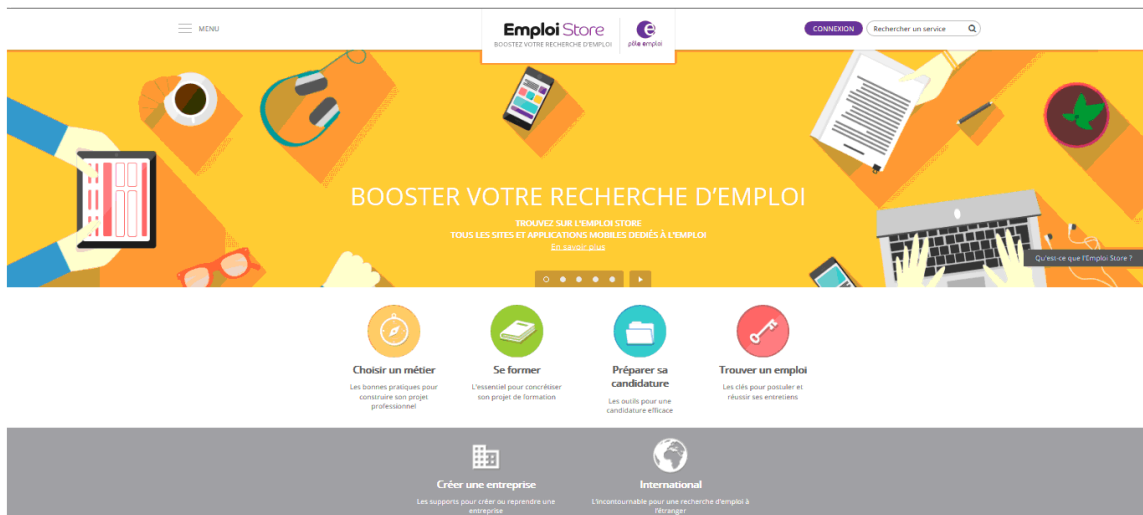 MENU
Emploi Store
BOOSTEZ VOTRE RECHERCHE D'EMPLOI
pôle emploi
CONNEXION
Rechercher un service
BOOSTER VOTRE RECHERCHE D'EMPLOI
TROUVEZ SUR L'EMPLOI STORE
TOUS LES SITES ET APPLICATIONS MOBILES DEDIÉS À L'EMPLOI
En savoir plus
Qu'est-ce que l'Emploi Store ?
Choisir un métier
Les bonnes pratiques pour
construire son projet
professionnel
Se former
L'essentiel pour concrétiser
son projet de formation
Préparer sa
candidature
Les outils pour une
candidature efficace
Trouver un emploi
Les clés pour postuler et
réussir ses entretiens
Créer une entreprise
Les supports pour créer ou reprendre une
entreprise
International
L'incontournable pour une recherche d'emploi à
l'étranger